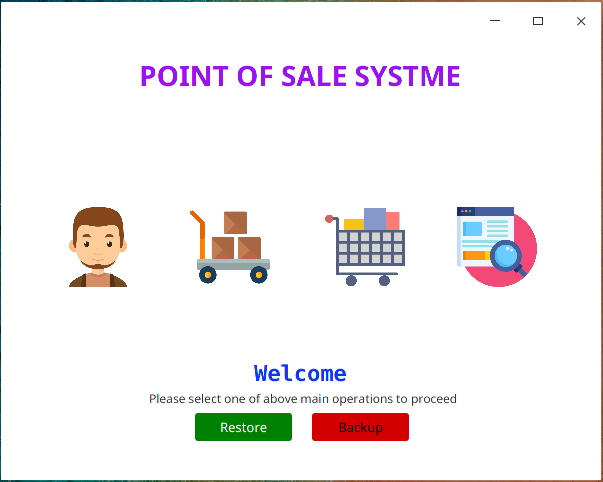 POINT OF SALE SYSTME
Welcome
Please select one of above main operations to proceed
Restore
Backup